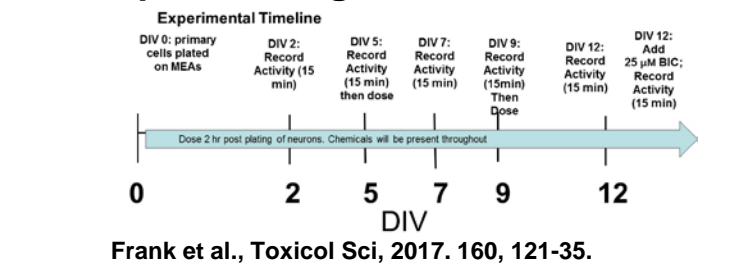 Experimental Timeline
DIV 0: primary
cells plated
on MEAs
DIV 2:
Record
Activity (15
min)
DIV 5:
Record
Activity
(15 min)
then dose
DIV 7:
Record
Activity
(15 min)
DIV 9:
Record
Activity
(15min)
Then
Dose
DIV 12:
Record
Activity
(15 min)
DIV 12:
Add
25 µM BIC;
Record
Activity
(15 min)
Dose 2 hr post plating of neurons. Chemicals will be present throughout
0 2 5 7 9 12
DIV
Frank et al., Toxicol Sci, 2017. 160, 121-35.